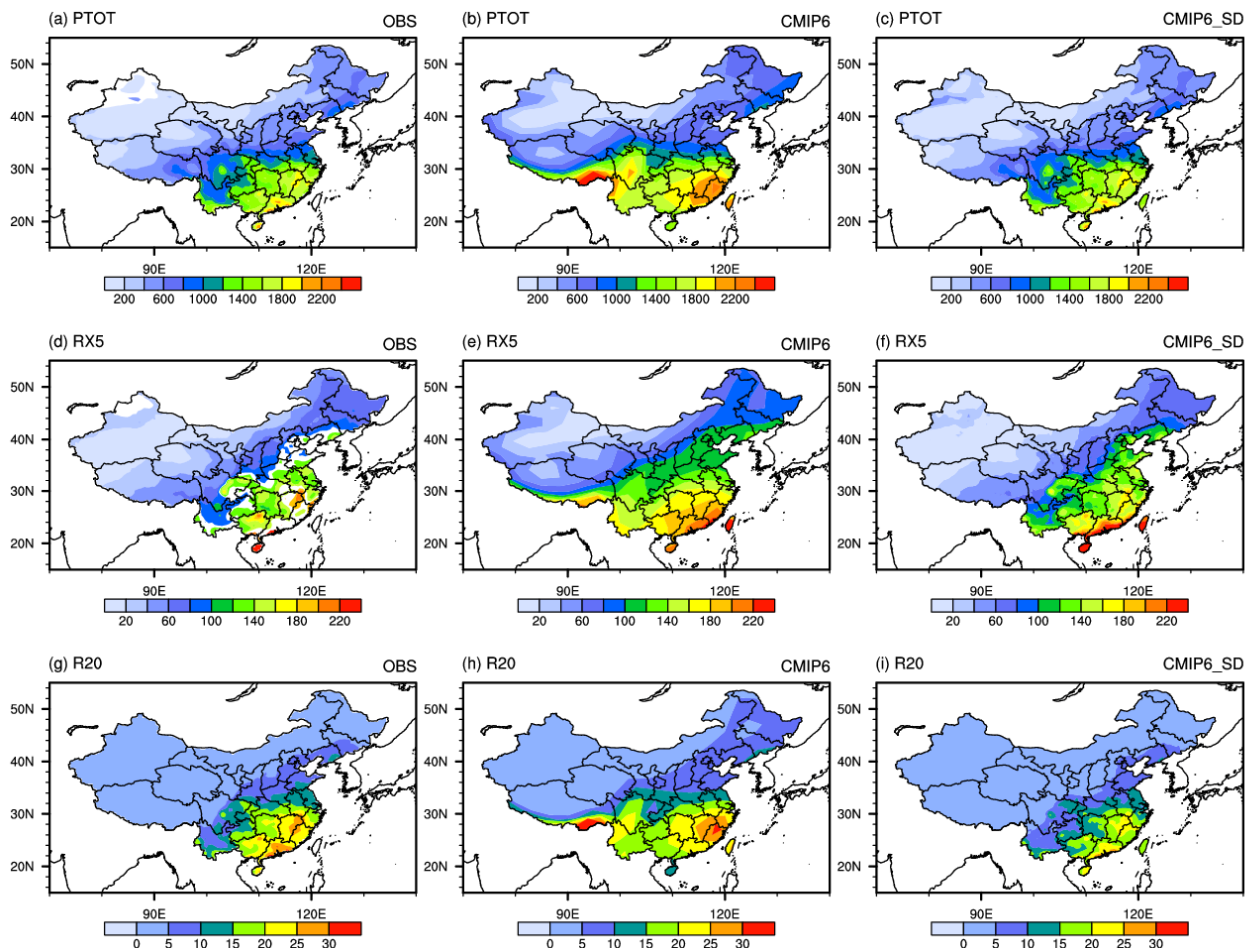 (a) PTOT OBS (b) PTOT CMIP6 (c) PTOT CMIP6_SD
50N
40N
30N
20N
50N
40N
30N
20N
50N
40N
30N
20N
90E 120E 90E 120E 90E 120E
200 600 1000 1400 1800 2200 200 600 1000 1400 1800 2200 200 600 1000 1400 1800 2200
(d) RX5 OBS (e) RX5 CMIP6 (f) RX5 CMIP6_SD
50N
40N
30N
20N
50N
40N
30N
20N
50N
40N
30N
20N
90E 120E 90E 120E 90E 120E
20 60 100 140 180 220 20 60 100 140 180 220 20 60 100 140 180 220
(g) R20 OBS (h) R20 CMIP6 (i) R20 CMIP6_SD
50N
40N
30N
20N
50N
40N
30N
20N
50N
40N
30N
20N
90E 120E 90E 120E 90E 120E
0 5 10 15 20 25 30 0 5 10 15 20 25 30 0 5 10 15 20 25 30